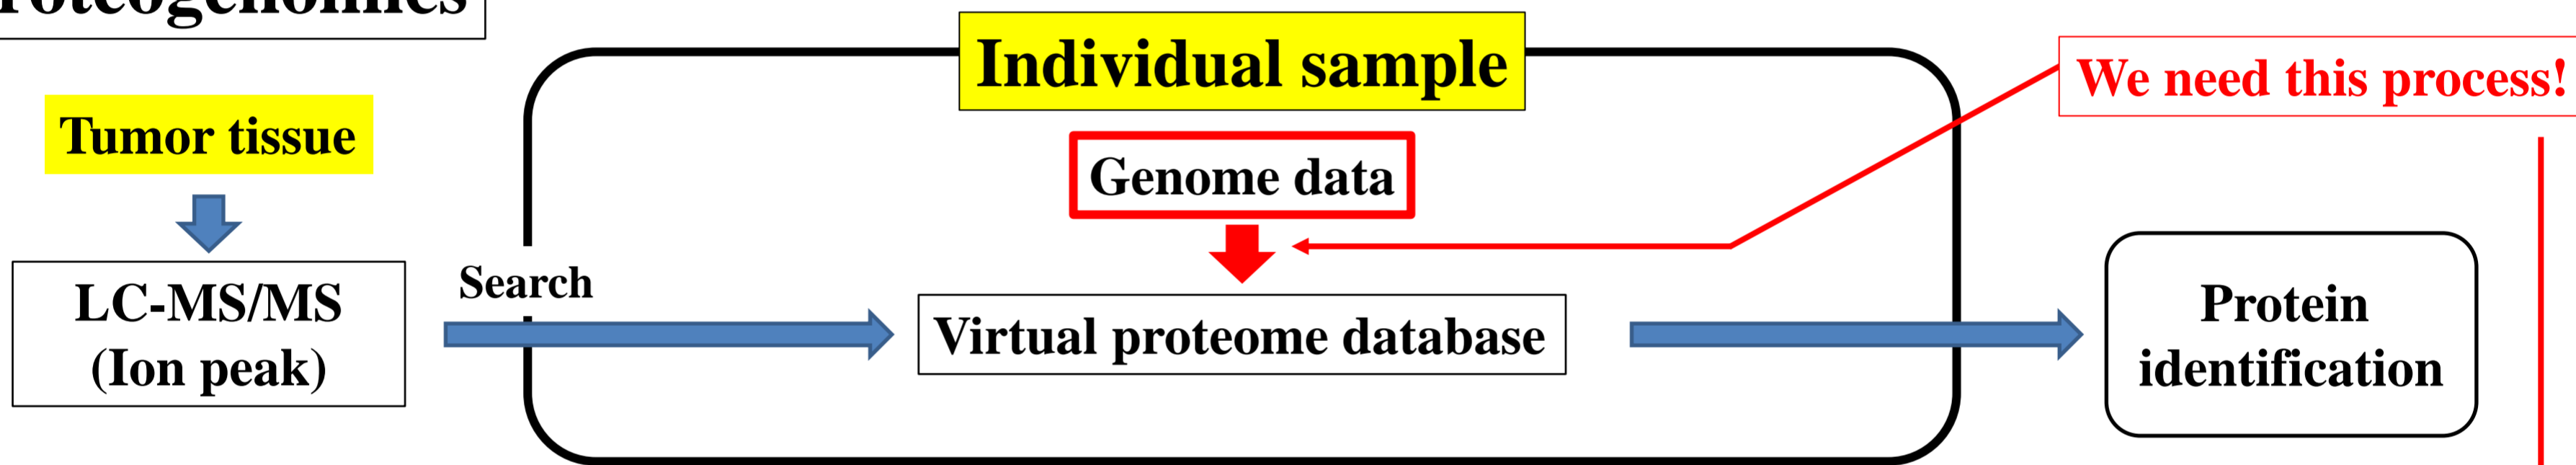 Individual sample
We need this process!
Tumor tissue
Genome data
LC-MS/MS
(Ion peak)
Search
Virtual proteome database
Protein
identification